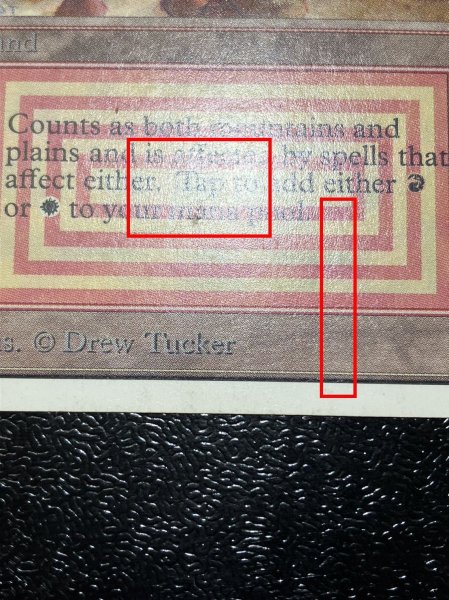 and
Counts as both mountains and
plains and is affected by spells that
affect either. Tap to add either
or to your mana pool.
s. © Drew Tucker